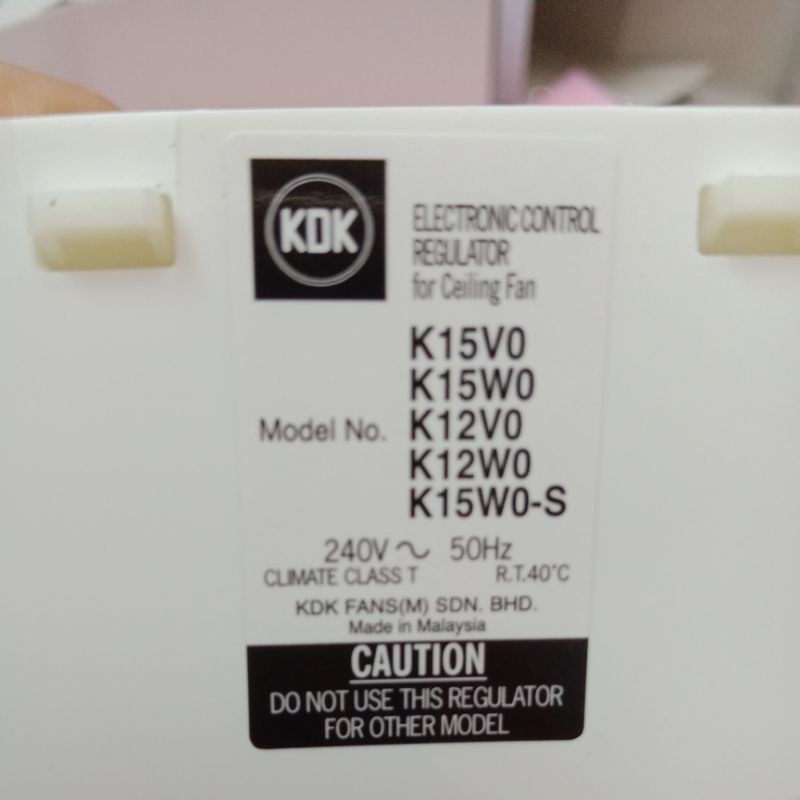 KDK
ELECTRONIC CONTROL
REGULATOR
for Ceiling Fan
Model No.
K15V0
K15W0
K12V0
K12W0
K15W0-S
240V ~ 50Hz
CLIMATE CLASS T R.T.40°C
KDK FANS(M) SDN. BHD.
Made in Malaysia
CAUTION
DO NOT USE THIS REGULATOR
FOR OTHER MODEL